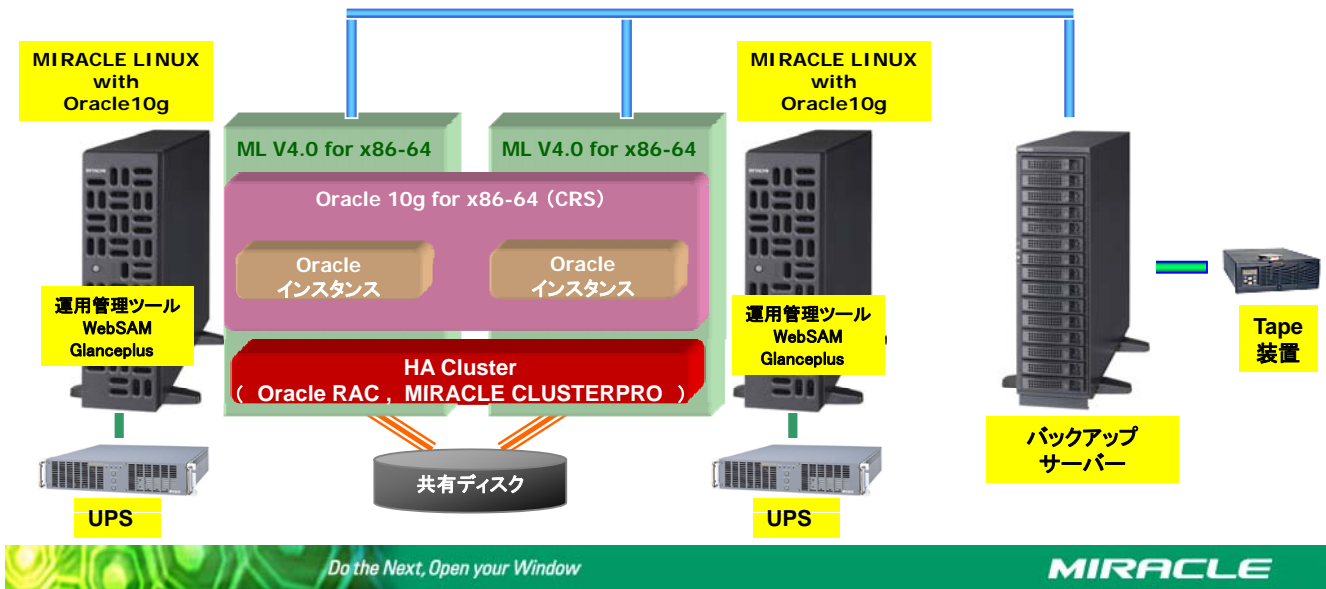 MIRACLE LINUX
with
Oracle10g
MIRACLE LINUX
with
Oracle10g
ML V4.0 for x86-64
ML V4.0 for x86-64
Oracle 10g for x86-64 （CRS）
Oracle
インスタンス
Oracle
インスタンス
運用管理ツール
WebSAM
Glanceplus
運用管理ツール
WebSAM
Glanceplus
HA Cluster
（ Oracle RAC , MIRACLE CLUSTERPRO ）
Tape
装置
バックアップ
サーバー
共有ディスク
UPS
UPS
Do the Next, Open your Window
MIRACLE